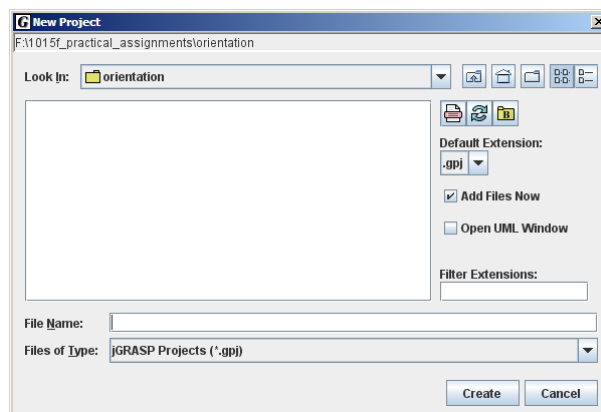 New Project
F:\1015f_practical_assignments\orientation
Look In: orientation
Default Extension:
.gpj
Add Files Now
Open UML Window
Filter Extensions:
File Name:
Files of Type: jGRASP Projects (*.gpj)
Create Cancel